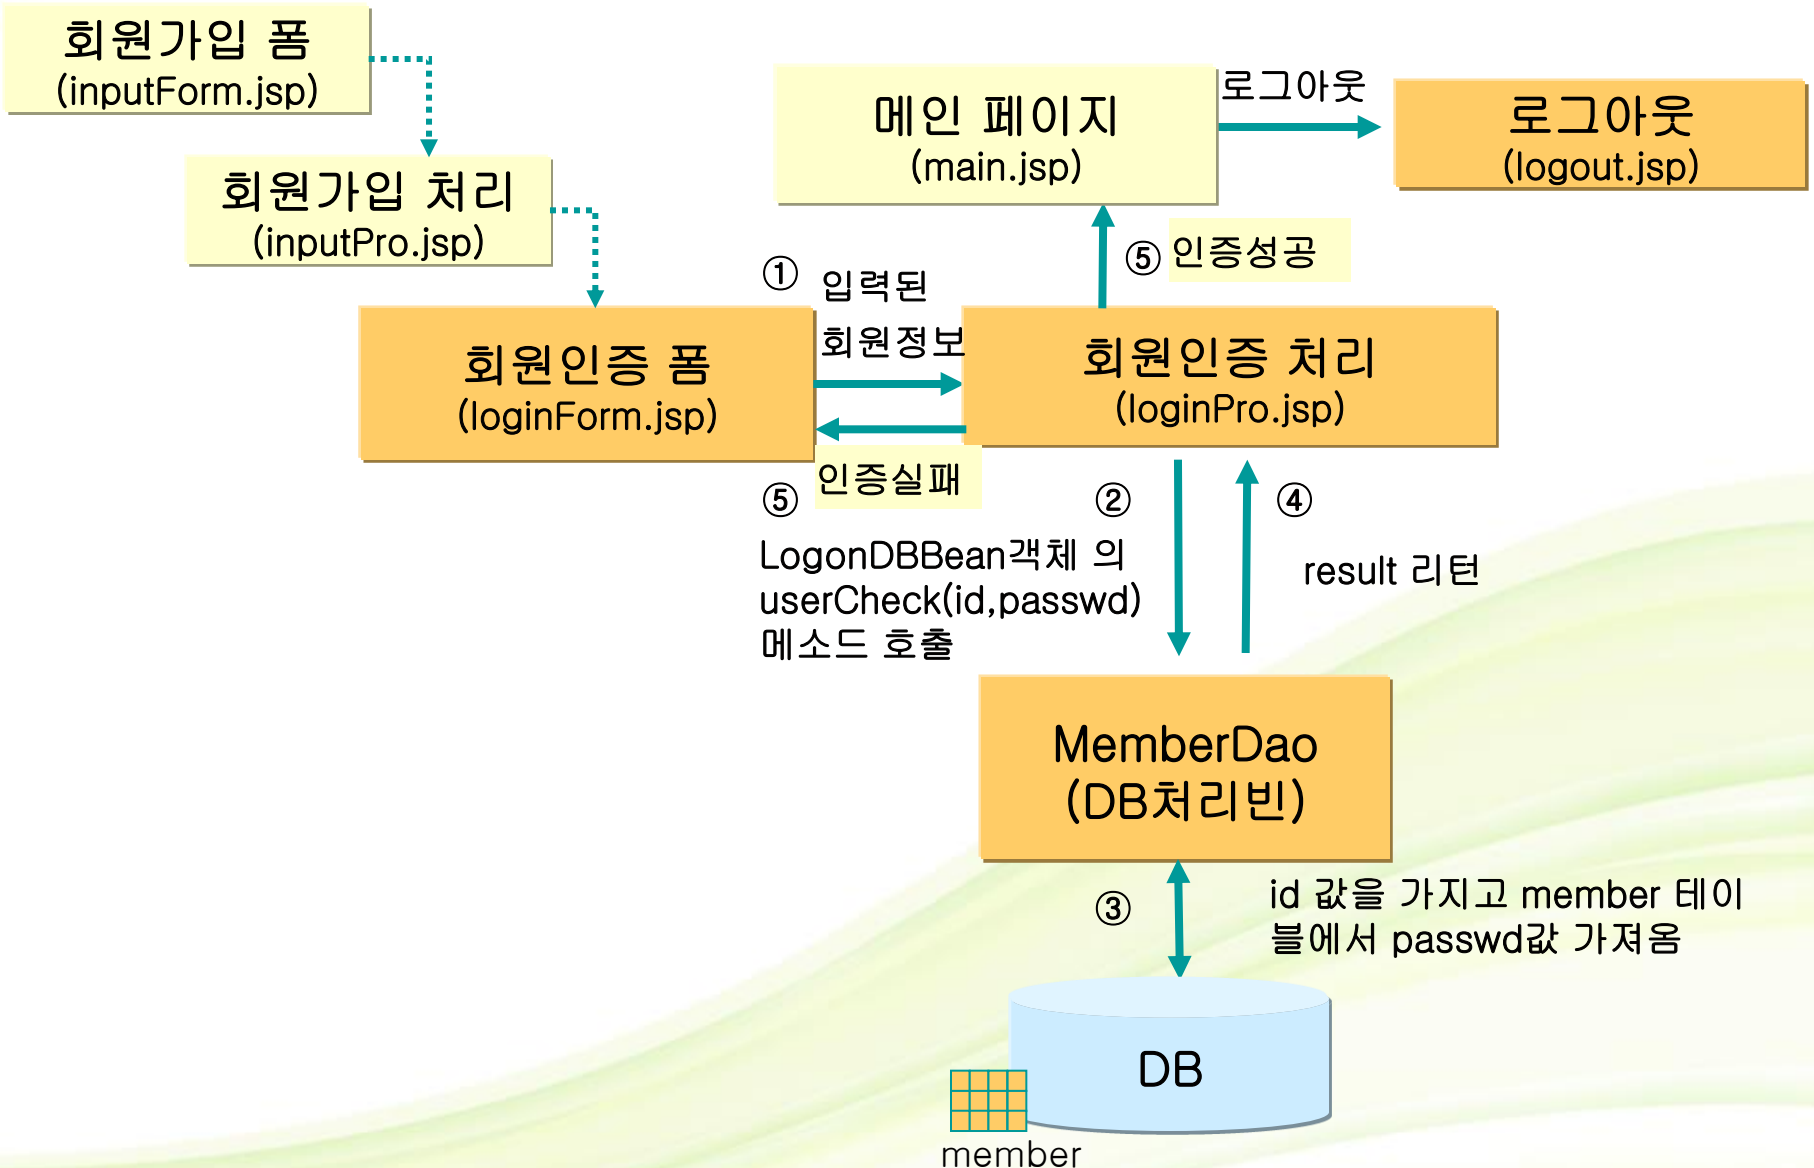 회원가입 폼
(inputForm.jsp)
회원가입 처리
(inputPro.jsp)
메인 페이지
(main.jsp)
로그아웃
로그아웃
(logout.jsp)
⑤ 인증성공
① 입력된
회원정보
회원인증 폼
(loginForm.jsp)
회원인증 처리
(loginPro.jsp)
⑤ 인증실패
②
④
LogonDBBean객체 의
userCheck(id,passwd)
메소드 호출
result 리턴
MemberDao
(DB처리빈)
③
id 값을 가지고 member 테이
블에서 passwd값 가져옴
DB
member